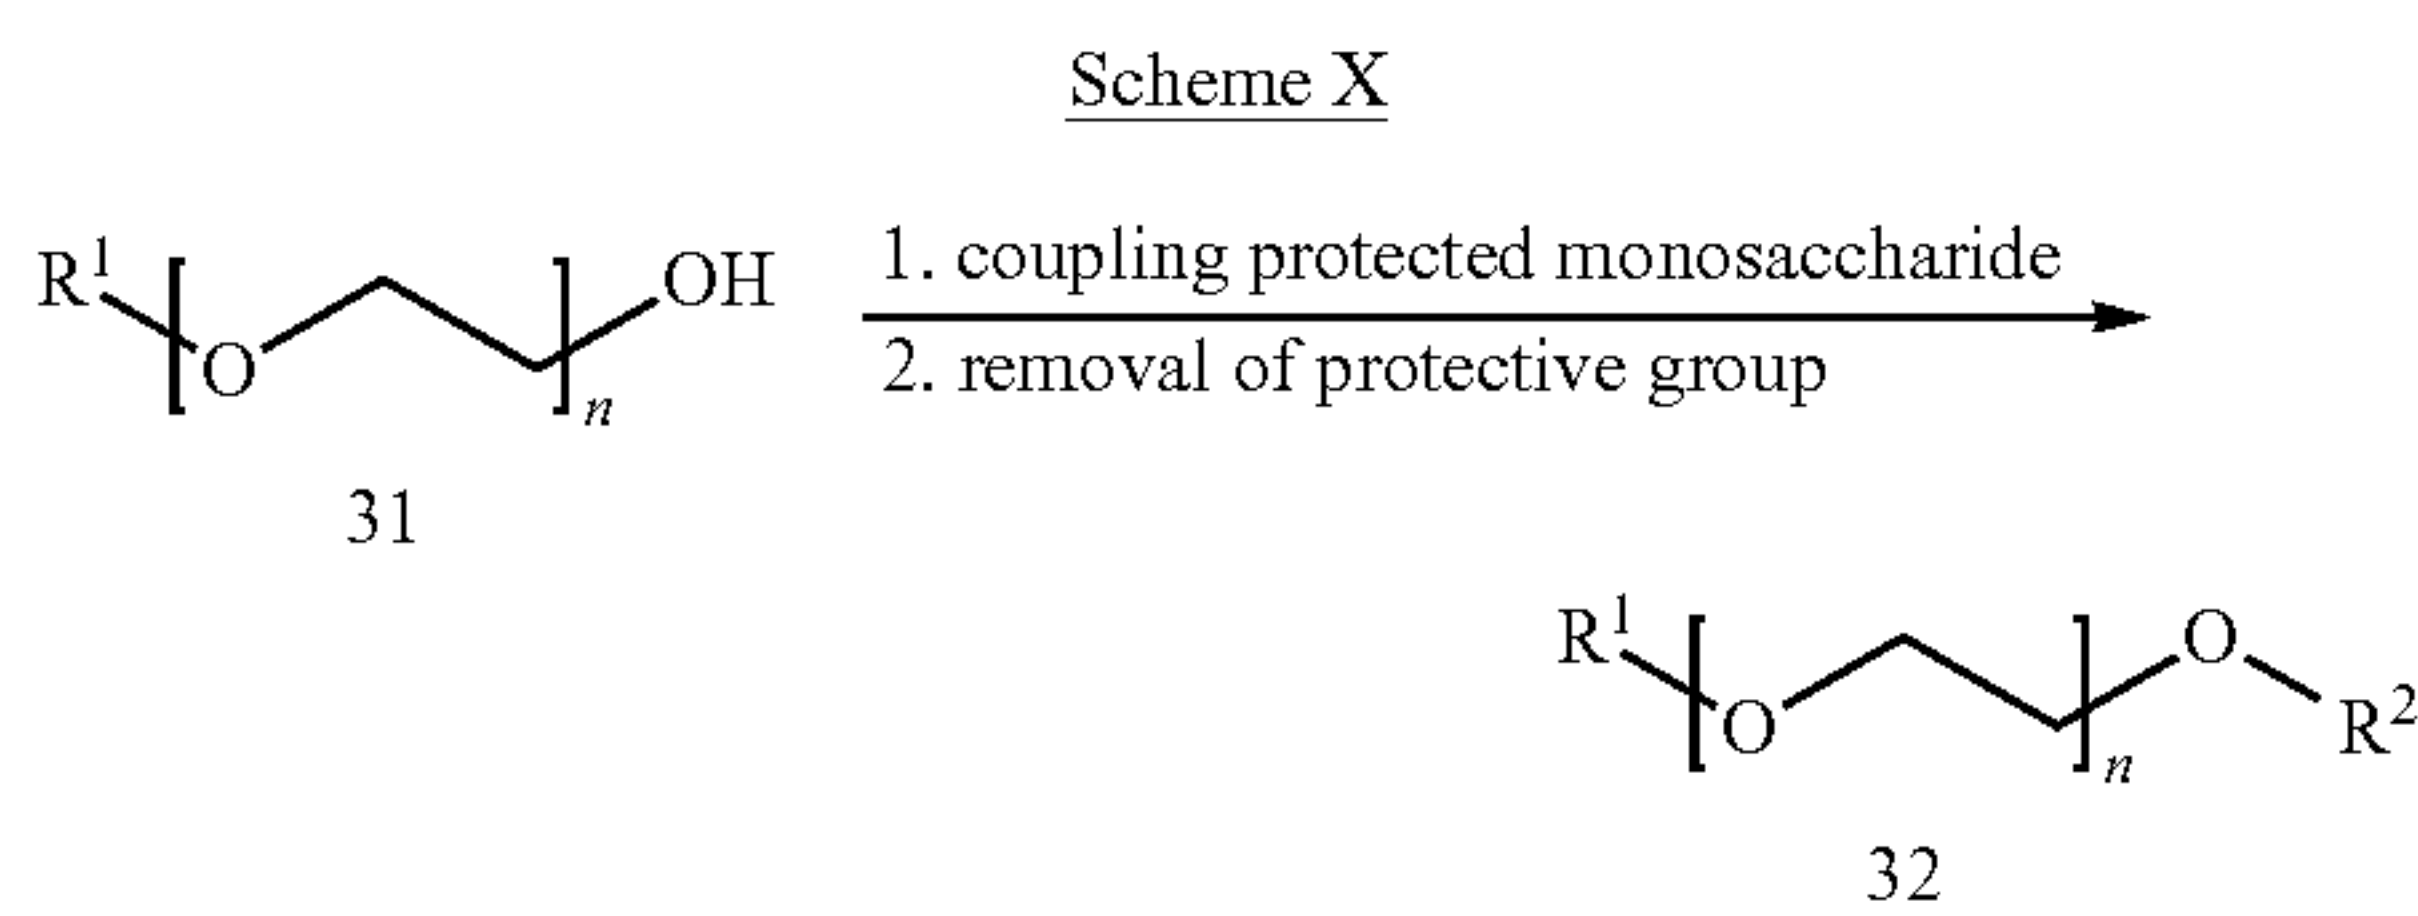 Scheme X
R1 [ O ]n OH
1. coupling protected monosaccharide
2. removal of protective group
31
R1 [ O ]n O R2
32